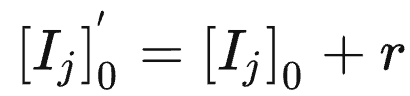 $[I_j]'_0 = [I_j]_0 + r$